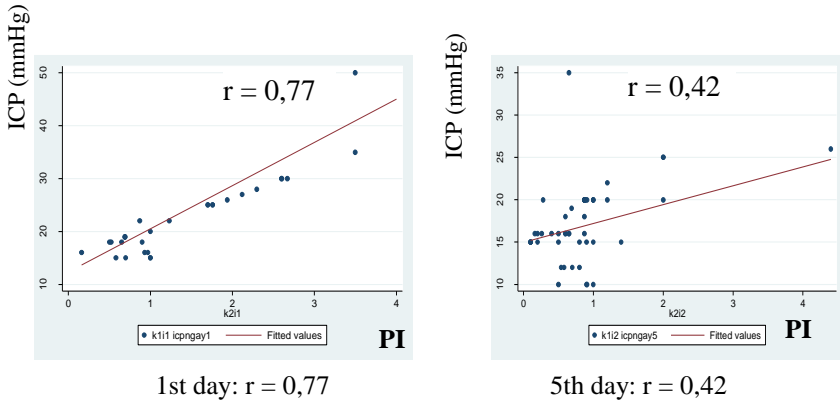 ICP (mmHg)
r = 0,77
50
40
30
20
10
0
1
2
3
4
k2i1
k1i1 icpngay1
Fitted values
PI
1st day: r = 0,77
ICP (mmHg)
r = 0,42
35
30
25
20
15
10
0
1
2
3
4
k2i2
k1i2 icpngay5
Fitted values
PI
5th day: r = 0,42